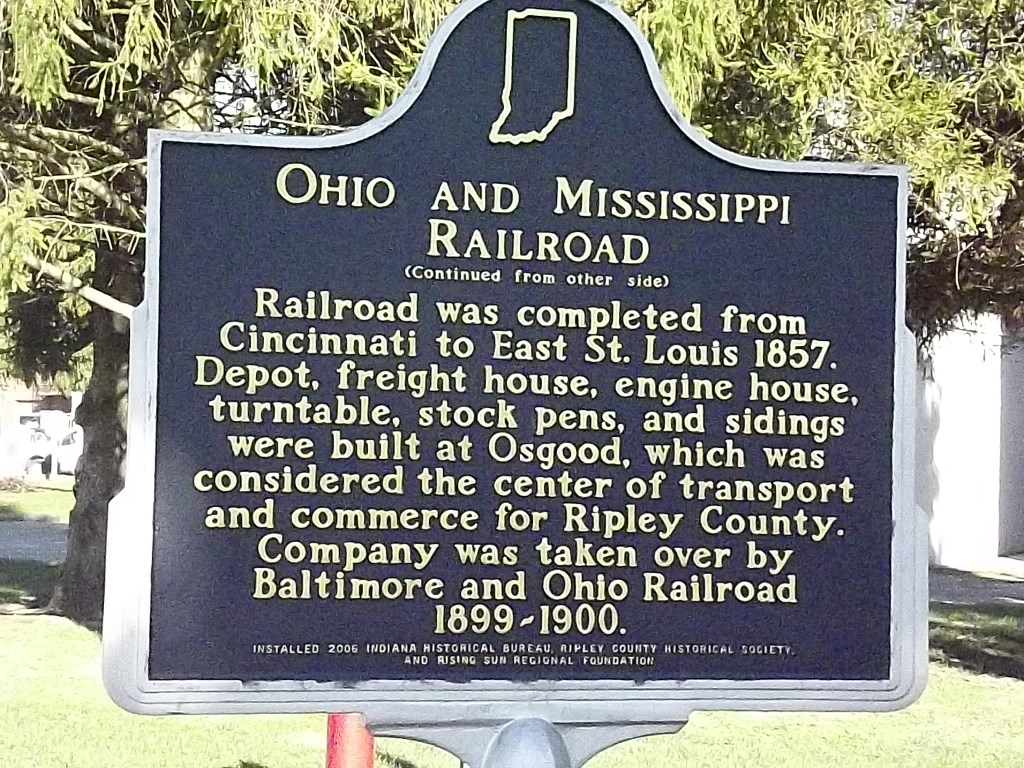 OHIO AND MISSISSIPPI
RAILROAD
(Continued from other side)
Railroad was completed from
Cincinnati to East St. Louis 1857.
Depot, freight house, engine house,
turntable, stock pens, and sidings
were built at Osgood, which was
considered the center of transport
and commerce for Ripley County.
Company was taken over by
Baltimore and Ohio Railroad
1899-1900.
INSTALLED 2006 INDIANA HISTORICAL BUREAU, RIPLEY COUNTY HISTORICAL SOCIETY,
AND RISING SUN REGIONAL FOUNDATION